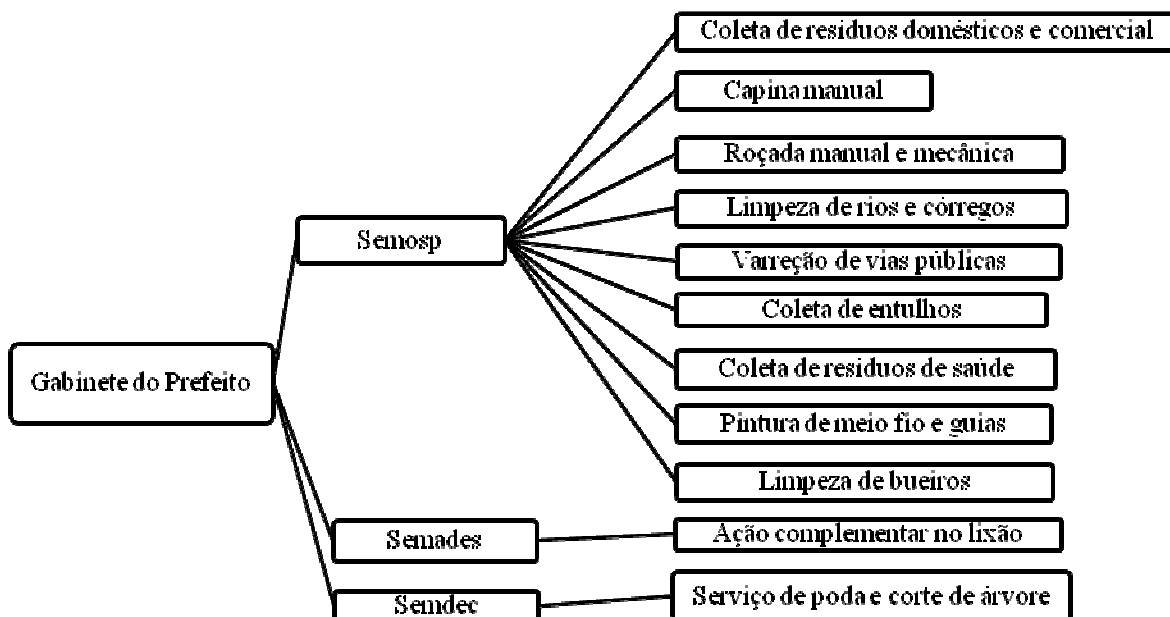 Coleta de resíduos domésticos e comercial
Capina manual
Roçada manual e mecânica
Limpeza de rios e córregos
Semosp
Varreção de vias públicas
Coleta de entulhos
Coleta de resíduos de saúde
Gabinete do Prefeito
Pintura de meio fio e guias
Limpeza de bueiros
Semades
Ação complementar no lixão
Semdec
Serviço de poda e corte de árvore